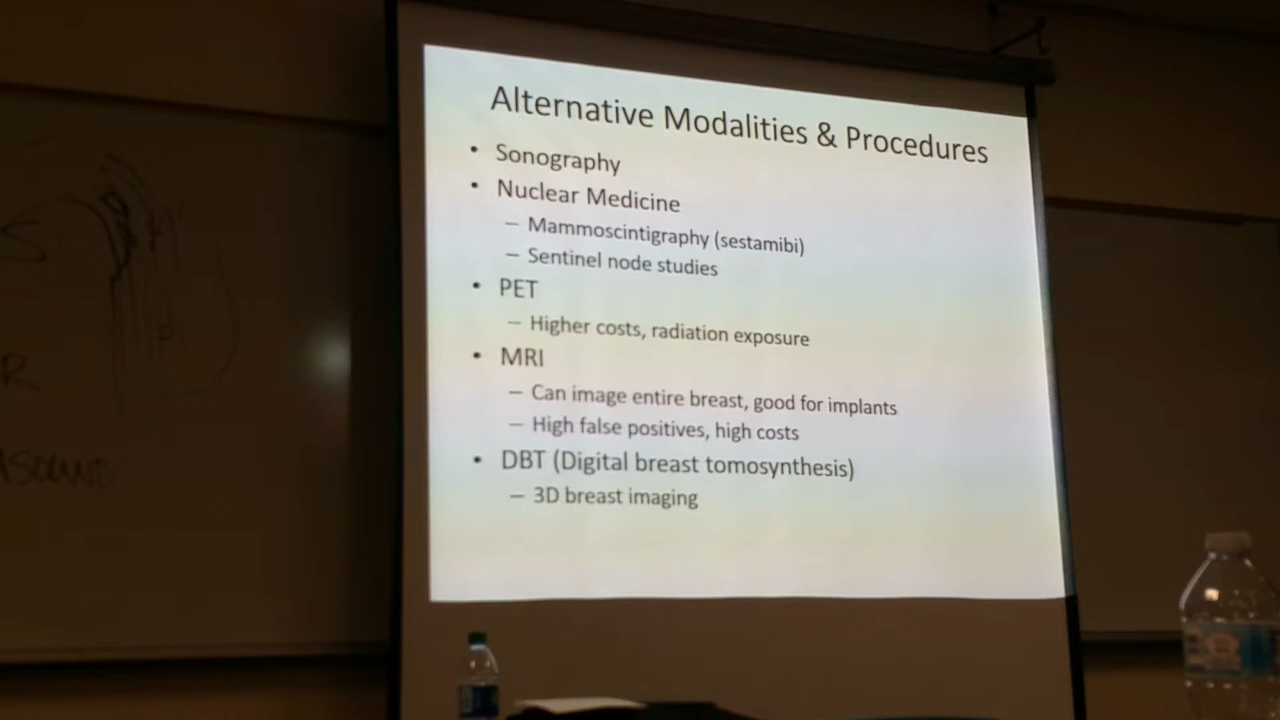 Alternative Modalities & Procedures
• Sonography
• Nuclear Medicine
– Mammoscintigraphy (sestamibi)
– Sentinel node studies
• PET
– Higher costs, radiation exposure
• MRI
– Can image entire breast, good for implants
– High false positives, high costs
• DBT (Digital breast tomosynthesis)
– 3D breast imaging